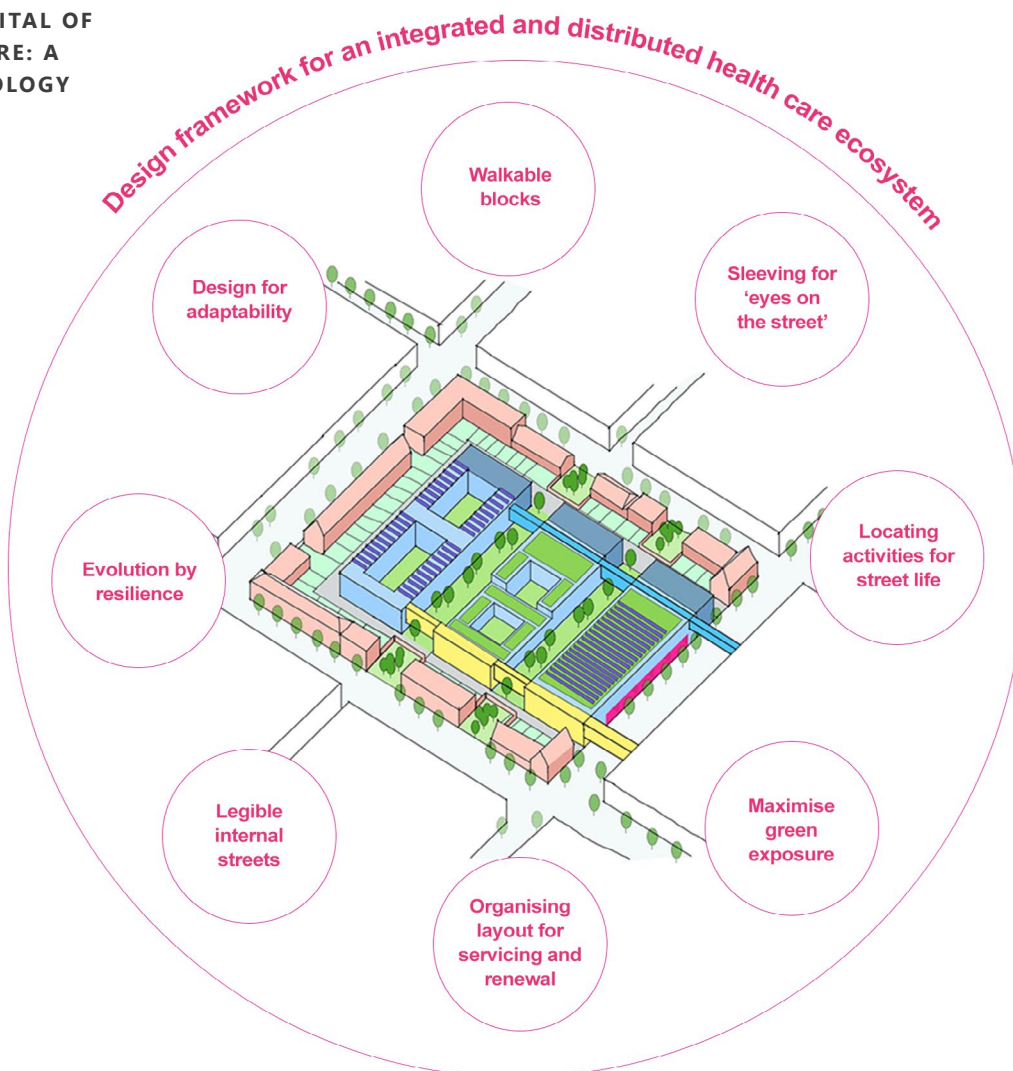 ITAL OF
RE: A
OLOGY
Design framework for an integrated and distributed health care ecosystem
Walkable
blocks
Sleeving for
‘eyes on
the street’
Locating
activities for
street life
Maximise
green
exposure
Organising
layout for
servicing and
renewal
Legible
internal
streets
Evolution by
resilience
Design for
adaptability